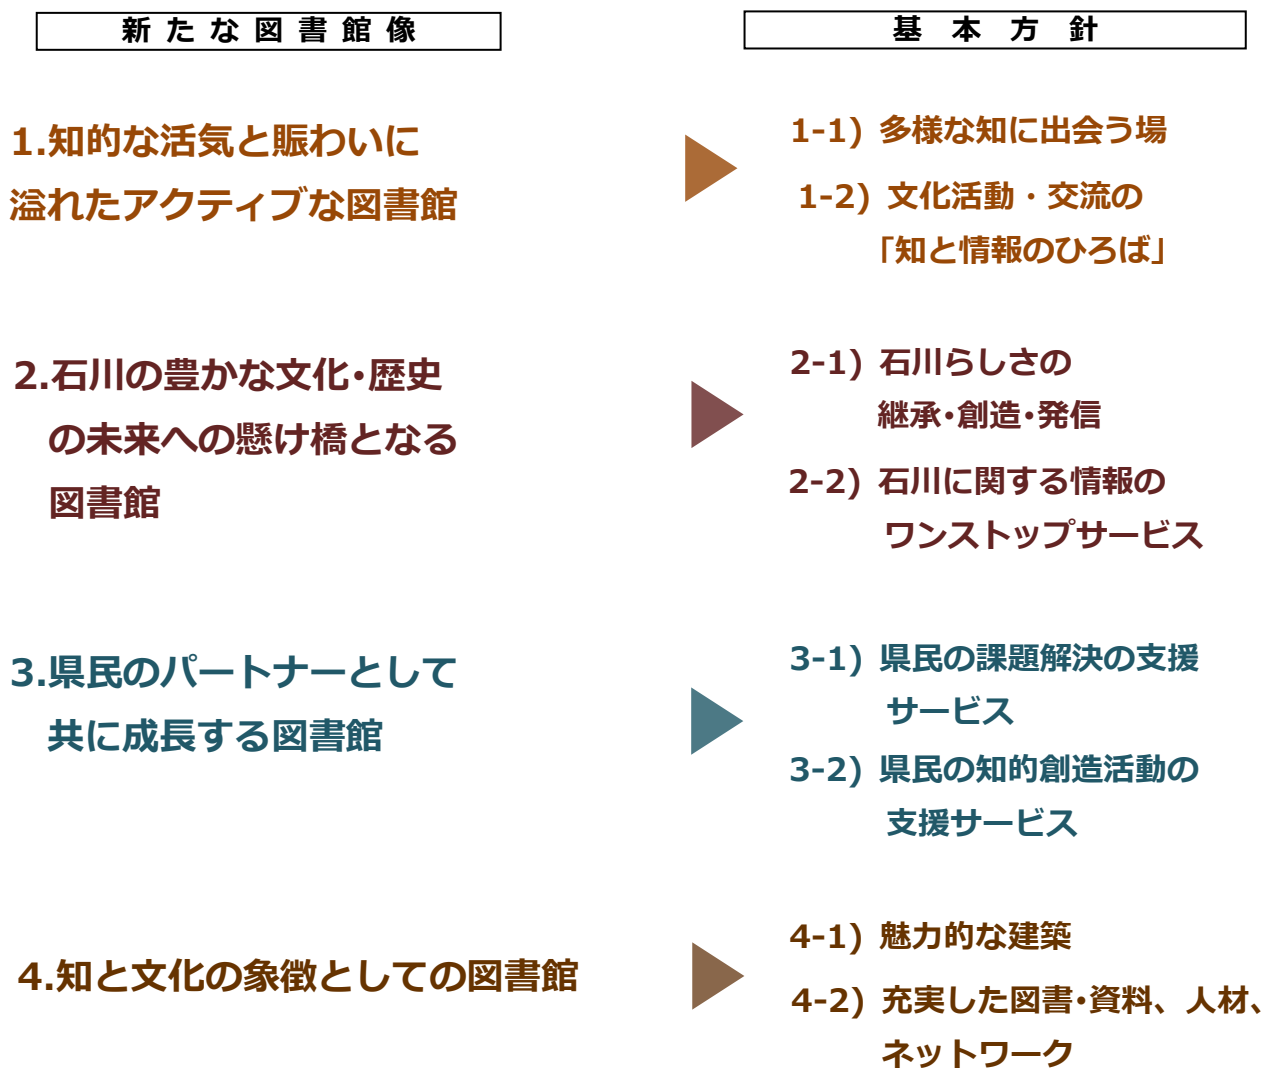 新たな図書館像
基本方針
1.知的な活気と賑わいに
溢れたアクティブな図書館
1-1) 多様な知に出会う場
1-2) 文化活動・交流の
「知と情報のひろば」
2.石川の豊かな文化･歴史
の未来への懸け橋となる
図書館
2-1) 石川らしさの
継承･創造･発信
2-2) 石川に関する情報の
ワンストップサービス
3.県民のパートナーとして
共に成長する図書館
3-1) 県民の課題解決の支援
サービス
3-2) 県民の知的創造活動の
支援サービス
4.知と文化の象徴としての図書館
4-1) 魅力的な建築
4-2) 充実した図書･資料、人材、
ネットワーク